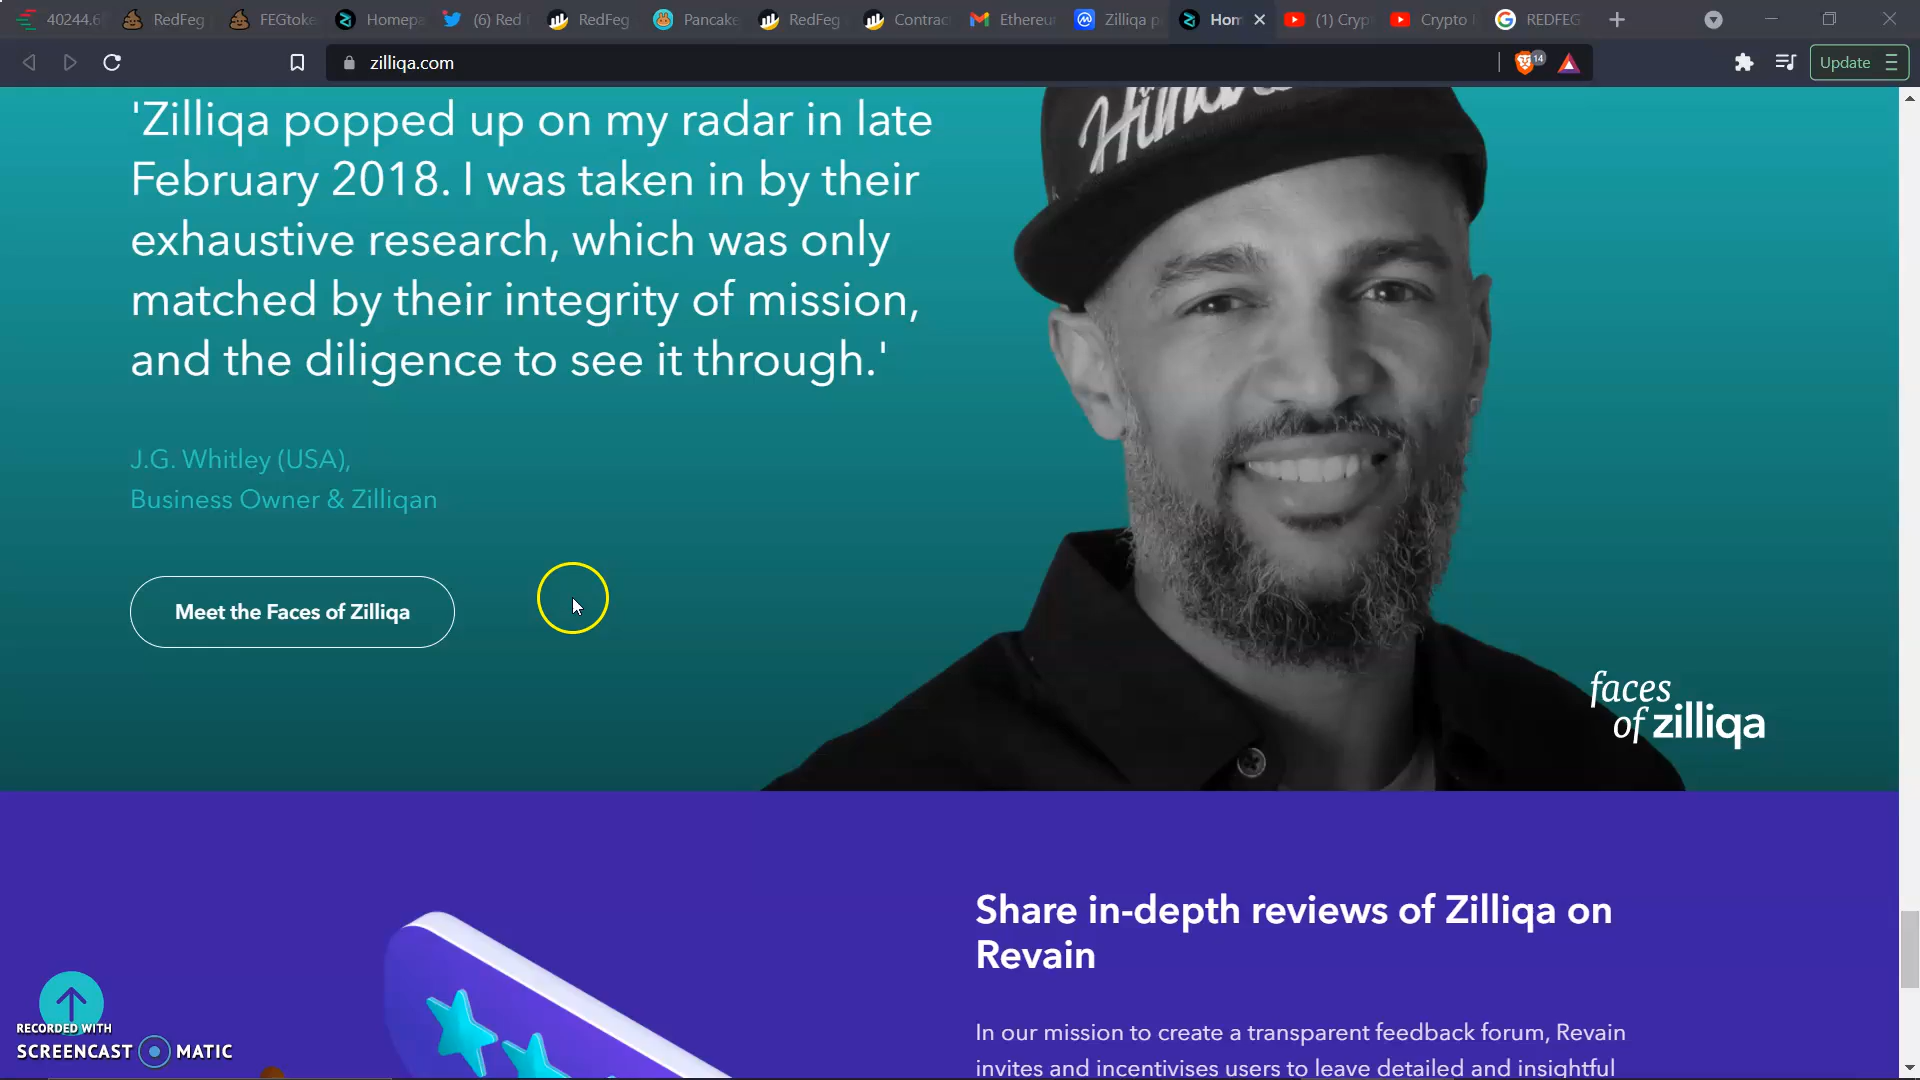 40244.6
RedFeg
FEGtoke
Homepa
(6) Red
RedFeg
Pancake
RedFeg
Contrac
Ethereu
Zilliqa p
Hom
(1) Cryp
Crypto
REDFEG
zilliqa.com
14
Update
'Zilliqa popped up on my radar in late
February 2018. I was taken in by their
exhaustive research, which was only
matched by their integrity of mission,
and the diligence to see it through.'
J.G. Whitley (USA),
Business Owner & Zilliqan
Meet the Faces of Zilliqa
faces
of zilliqa
Share in-depth reviews of Zilliqa on
Revain
In our mission to create a transparent feedback forum, Revain
invites and incentivises users to leave detailed and insightful
RECORDED WITH
SCREENCAST MATIC